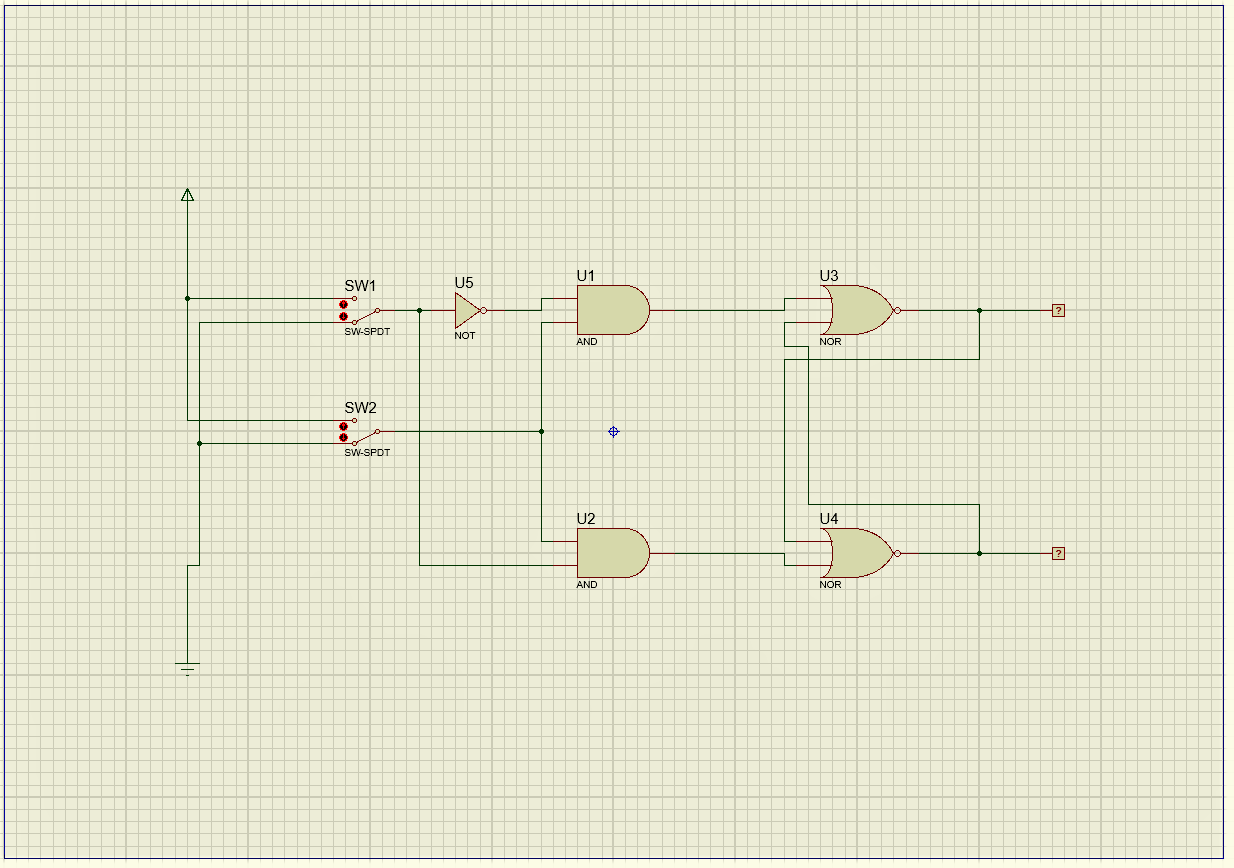 SW1
SW-SPDT
U5
NOT
U1
AND
U3
NOR
?
SW2
SW-SPDT
U2
AND
U4
NOR
?